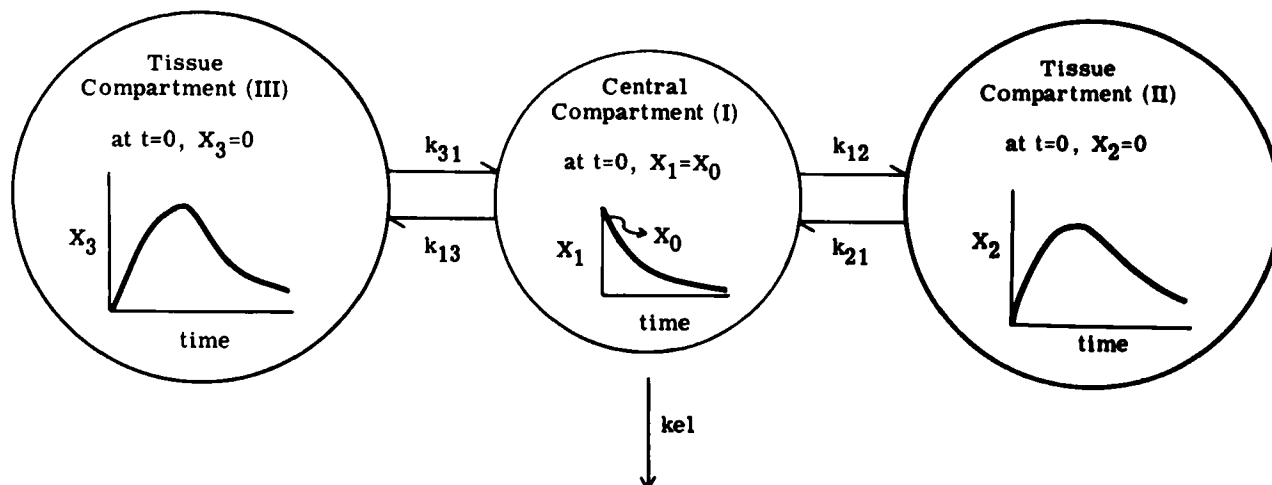 Tissue
Compartment (III)
at t=0, X₃=0
X₃
time
k₃₁
k₁₃
Central
Compartment (I)
at t=0, X₁=X₀
X₀
X₁
time
kel
k₁₂
k₂₁
Tissue
Compartment (II)
at t=0, X₂=0
X₂
time